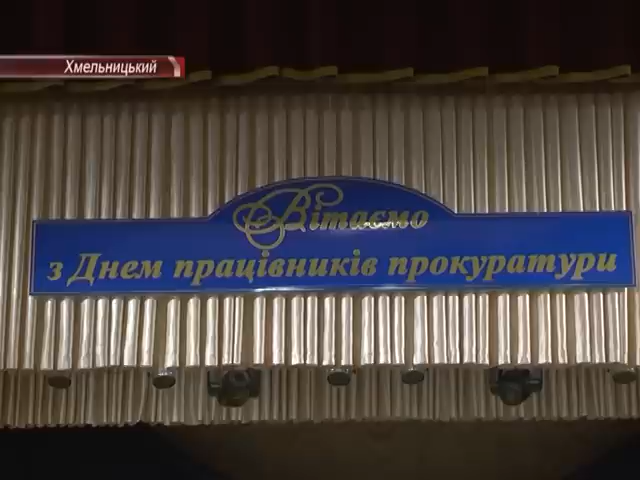 Хмельницький
Вітаємо
з Днем працівників прокуратури